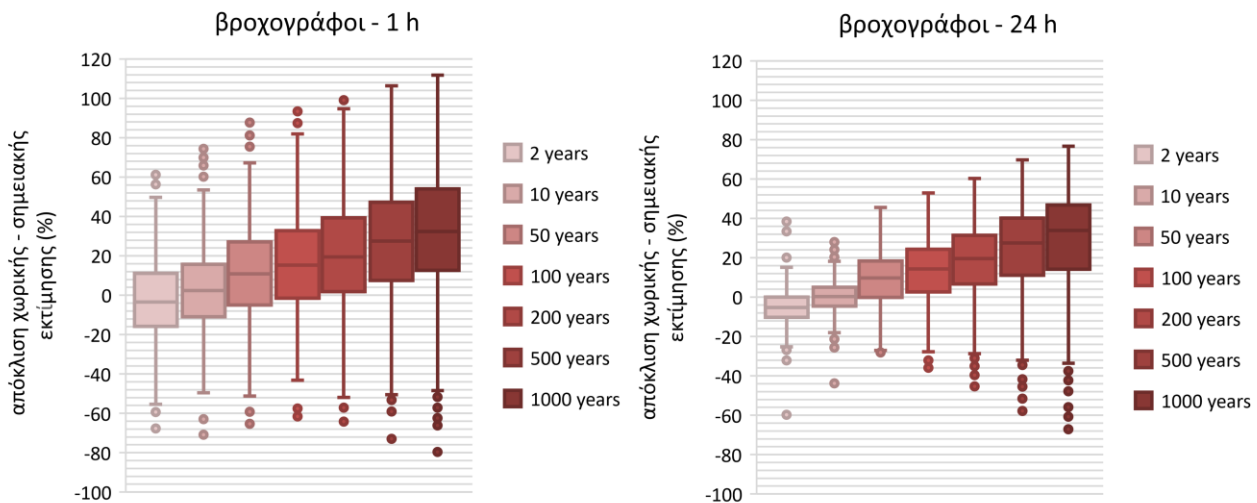 βροχογράφοι - 1 h
απόκλιση χωρικής - σημειακής
εκτίμησης (%)
120
100
80
60
40
20
0
-20
-40
-60
-80
-100
2 years
10 years
50 years
100 years
200 years
500 years
1000 years
βροχογράφοι - 24 h
απόκλιση χωρικής - σημειακής
εκτίμησης (%)
120
100
80
60
40
20
0
-20
-40
-60
-80
-100
2 years
10 years
50 years
100 years
200 years
500 years
1000 years